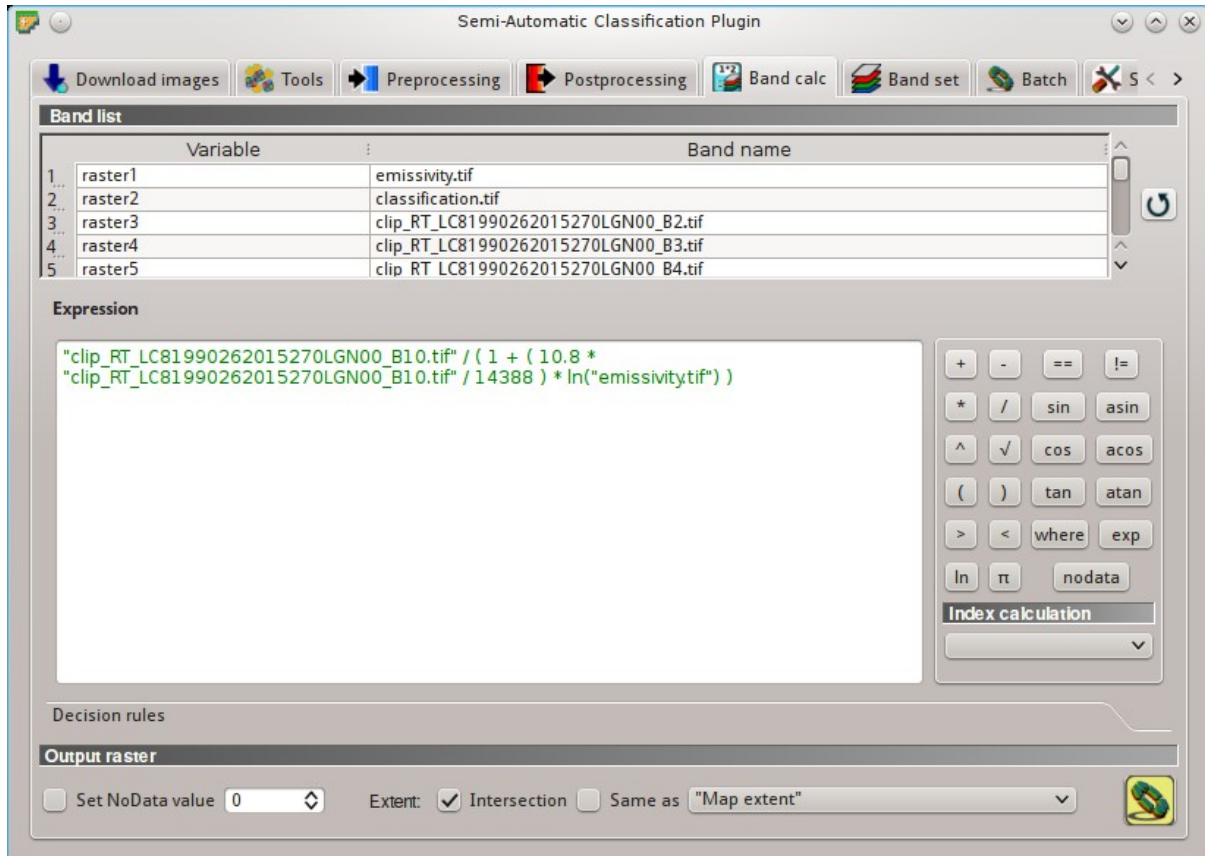 Semi-Automatic Classification Plugin
Download images Tools Preprocessing Postprocessing Band calc Band set Batch S
Band list
Variable Band name
1 raster1 emissivity.tif
2 raster2 classification.tif
3 raster3 clip_RT_LC81990262015270LGN00_B2.tif
4 raster4 clip_RT_LC81990262015270LGN00_B3.tif
5 raster5 clip_RT_LC81990262015270LGN00_B4.tif
Expression
"clip_RT_LC81990262015270LGN00_B10.tif" / ( 1 + ( 10.8 *
"clip_RT_LC81990262015270LGN00_B10.tif" / 14388 ) * ln("emissivity.tif") )
+ - == !=
* / sin asin
^ √ cos acos
( ) tan atan
> < where exp
ln π nodata
Index calculation
Decision rules
Output raster
Set NoData value 0 Extent: Intersection Same as "Map extent"